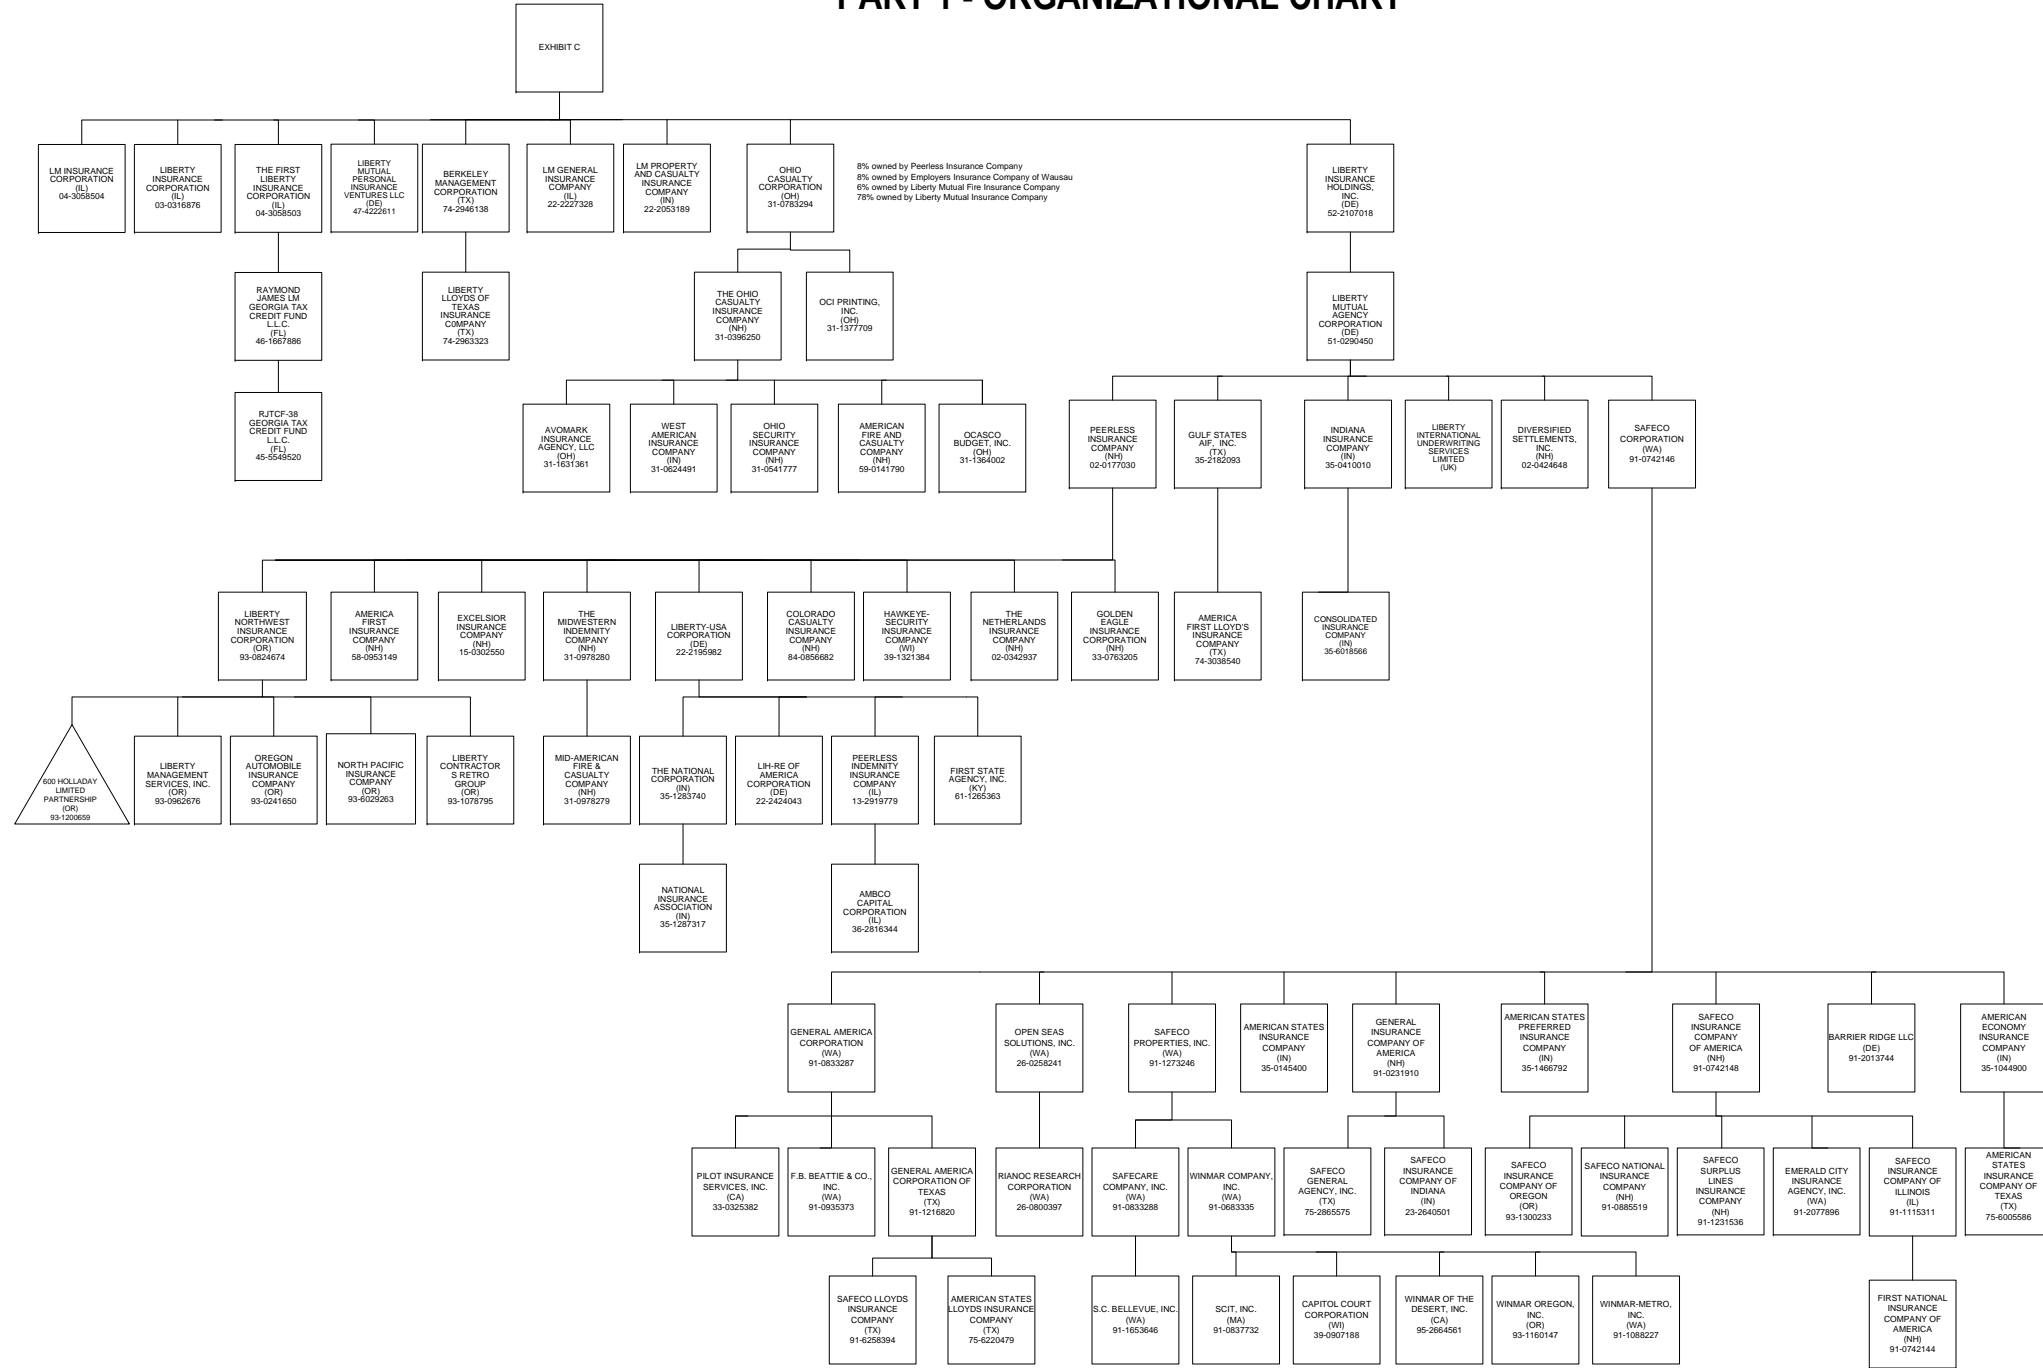 PART 1 - ORGANIZATIONAL CHART
EXHIBIT C
LM INSURANCE
CORPORATION
(IL)
04-3058504
LIBERTY
INSURANCE
CORPORATION
(IL)
03-0316876
THE FIRST
LIBERTY
INSURANCE
CORPORATION
(IL)
04-3058503
LIBERTY
MUTUAL
PERSONAL
INSURANCE
VENTURES LLC
(DE)
47-4222611
BERKELEY
MANAGEMENT
CORPORATION
(TX)
74-2946138
LM GENERAL
INSURANCE
COMPANY
(IL)
22-2227328
LM PROPERTY
AND CASUALTY
INSURANCE
COMPANY
(IN)
22-2053189
OHIO
CASUALTY
CORPORATION
(OH)
31-0783294
8% owned by Peerless Insurance Company
8% owned by Employers Insurance Company of Wausau
6% owned by Liberty Mutual Fire Insurance Company
78% owned by Liberty Mutual Insurance Company
LIBERTY
INSURANCE
HOLDINGS,
INC.
(DE)
52-2107018
RAYMOND
JAMES LM
GEORGIA TAX
CREDIT FUND
L.L.C.
(FL)
46-1667886
LIBERTY
LLOYDS OF
TEXAS
INSURANCE
C0MPANY
(TX)
74-2963323
THE OHIO
CASUALTY
INSURANCE
COMPANY
(NH)
31-0396250
OCI PRINTING,
INC.
(OH)
31-1377709
LIBERTY
MUTUAL
AGENCY
CORPORATION
(DE)
51-0290450
RJTCF-38
GEORGIA TAX
CREDIT FUND
L.L.C.
(FL)
45-5549520
AVOMARK
INSURANCE
AGENCY, LLC
(OH)
31-1631361
WEST
AMERICAN
INSURANCE
COMPANY
(IN)
31-0624491
OHIO
SECURITY
INSURANCE
COMPANY
(NH)
31-0541777
AMERICAN
FIRE AND
CASUALTY
COMPANY
(NH)
59-0141790
OCASCO
BUDGET, INC.
(OH)
31-1364002
PEERLESS
INSURANCE
COMPANY
(NH)
02-0177030
GULF STATES
AIF, INC.
(TX)
35-2182093
INDIANA
INSURANCE
COMPANY
(IN)
35-0410010
LIBERTY
INTERNATIONAL
UNDERWRITING
SERVICES
LIMITED
(UK)
DIVERSIFIED
SETTLEMENTS,
INC.
(NH)
02-0424648
SAFECO
CORPORATION
(WA)
91-0742146
LIBERTY
NORTHWEST
INSURANCE
CORPORATION
(OR)
93-0824674
AMERICA
FIRST
INSURANCE
COMPANY
(NH)
58-0953149
EXCELSIOR
INSURANCE
COMPANY
(NH)
15-0302550
THE
MIDWESTERN
INDEMNITY
COMPANY
(NH)
31-0978280
LIBERTY-USA
CORPORATION
(DE)
22-2195982
COLORADO
CASUALTY
INSURANCE
COMPANY
(NH)
84-0856682
HAWKEYE-
SECURITY
INSURANCE
COMPANY
(WI)
39-1321384
THE
NETHERLANDS
INSURANCE
COMPANY
(NH)
02-0342937
GOLDEN
EAGLE
INSURANCE
CORPORATION
(NH)
33-0763205
AMERICA
FIRST LLOYD'S
INSURANCE
COMPANY
(TX)
74-3038540
CONSOLIDATED
INSURANCE
COMPANY
(IN)
35-6018566
600 HOLLADAY
LIMITED
PARTNERSHIP
(OR)
93-1200659
LIBERTY
MANAGEMENT
SERVICES, INC.
(OR)
93-0962676
OREGON
AUTOMOBILE
INSURANCE
COMPANY
(OR)
93-0241650
NORTH PACIFIC
INSURANCE
COMPANY
(OR)
93-6029263
LIBERTY
CONTRACTOR
S RETRO
GROUP
(OR)
93-1078795
MID-AMERICAN
FIRE &
CASUALTY
COMPANY
(NH)
31-0978279
THE NATIONAL
CORPORATION
(IN)
35-1283740
LIH-RE OF
AMERICA
CORPORATION
(DE)
22-2424043
PEERLESS
INDEMNITY
INSURANCE
COMPANY
(IL)
13-2919779
FIRST STATE
AGENCY, INC.
(KY)
61-1265363
NATIONAL
INSURANCE
ASSOCIATION
(IN)
35-1287317
AMBCO
CAPITAL
CORPORATION
(IL)
36-2816344
GENERAL AMERICA
CORPORATION
(WA)
91-0833287
OPEN SEAS
SOLUTIONS, INC.
(WA)
26-0258241
SAFECO
PROPERTIES, INC.
(WA)
91-1273246
AMERICAN STATES
INSURANCE
COMPANY
(IN)
35-0145400
GENERAL
INSURANCE
COMPANY OF
AMERICA
(NH)
91-0231910
AMERICAN STATES
PREFERRED
INSURANCE
COMPANY
(IN)
35-1466792
SAFECO
INSURANCE
COMPANY
OF AMERICA
(NH)
91-0742148
BARRIER RIDGE LLC
(DE)
91-2013744
AMERICAN
ECONOMY
INSURANCE
COMPANY
(IN)
35-1044900
PILOT INSURANCE
SERVICES, INC.
(CA)
33-0325382
F.B. BEATTIE & CO.,
INC.
(WA)
91-0935373
GENERAL AMERICA
CORPORATION OF
TEXAS
(TX)
91-1216820
RIANOC RESEARCH
CORPORATION
(WA)
26-0800397
SAFECARE
COMPANY, INC.
(WA)
91-0833288
WINMAR COMPANY,
INC.
(WA)
91-0683335
SAFECO
GENERAL
AGENCY, INC.
(TX)
75-2865575
SAFECO
INSURANCE
COMPANY OF
INDIANA
(IN)
23-2640501
SAFECO
INSURANCE
COMPANY OF
OREGON
(OR)
93-1300233
SAFECO NATIONAL
INSURANCE
COMPANY
(NH)
91-0885519
SAFECO
SURPLUS
LINES
INSURANCE
COMPANY
(NH)
91-1231536
EMERALD CITY
INSURANCE
AGENCY, INC.
(WA)
91-2077896
SAFECO
INSURANCE
COMPANY OF
ILLINOIS
(IL)
91-1115311
AMERICAN
STATES
INSURANCE
COMPANY OF
TEXAS
(TX)
75-6005586
SAFECO LLOYDS
INSURANCE
COMPANY
(TX)
91-6258394
AMERICAN STATES
LLOYDS INSURANCE
COMPANY
(TX)
75-6220479
S.C. BELLEVUE, INC.
(WA)
91-1653646
SCIT, INC.
(MA)
91-0837732
CAPITOL COURT
CORPORATION
(WI)
39-0907188
WINMAR OF THE
DESERT, INC.
(CA)
95-2664561
WINMAR OREGON,
INC.
(OR)
93-1160147
WINMAR-METRO,
INC.
(WA)
91-1088227
FIRST NATIONAL
INSURANCE
COMPANY OF
AMERICA
(NH)
91-0742144